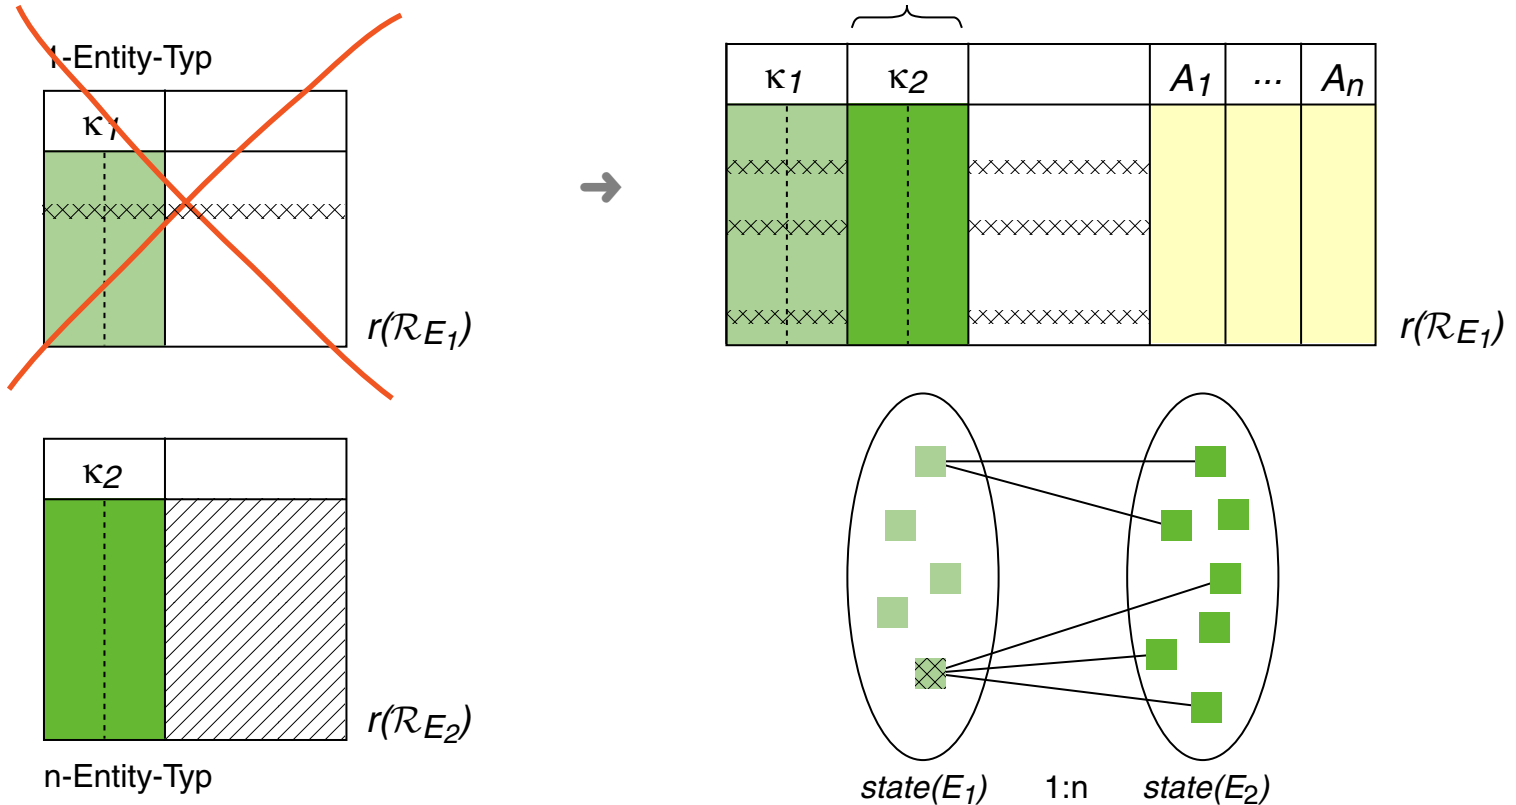 1-Entity-Typ
κ1
r(ℛE1)
κ1 κ2 A1 ... An
r(ℛE1)
κ2
r(ℛE2)
n-Entity-Typ
state(E1) 1:n state(E2)